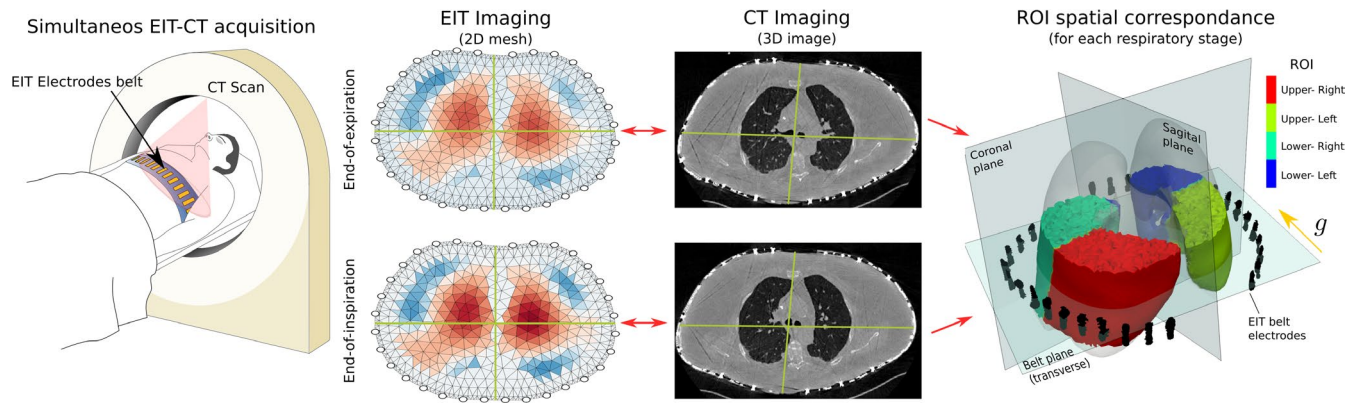 Simultaneos EIT-CT acquisition
EIT Electrodes belt
CT Scan
EIT Imaging
(2D mesh)
End-of-expiration
End-of-inspiration
CT Imaging
(3D image)
ROI spatial correspondance
(for each respiratory stage)
ROI
Upper- Right
Upper- Left
Lower- Right
Lower- Left
Coronal
plane
Sagital
plane
g
EIT belt
electrodes
Belt plane
(transverse)